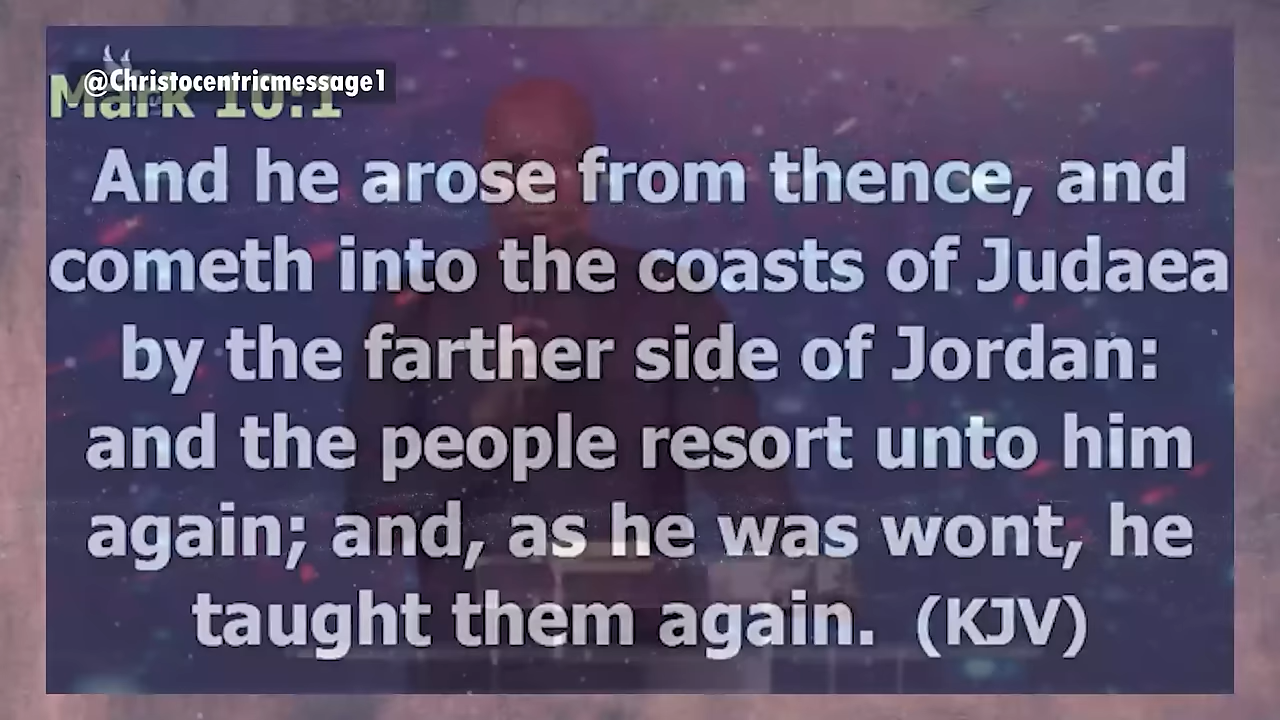 @Christocentricmessage1
Mark 10:1
And he arose from thence, and
cometh into the coasts of Judaea
by the farther side of Jordan:
and the people resort unto him
again; and, as he was wont, he
taught them again. (KJV)